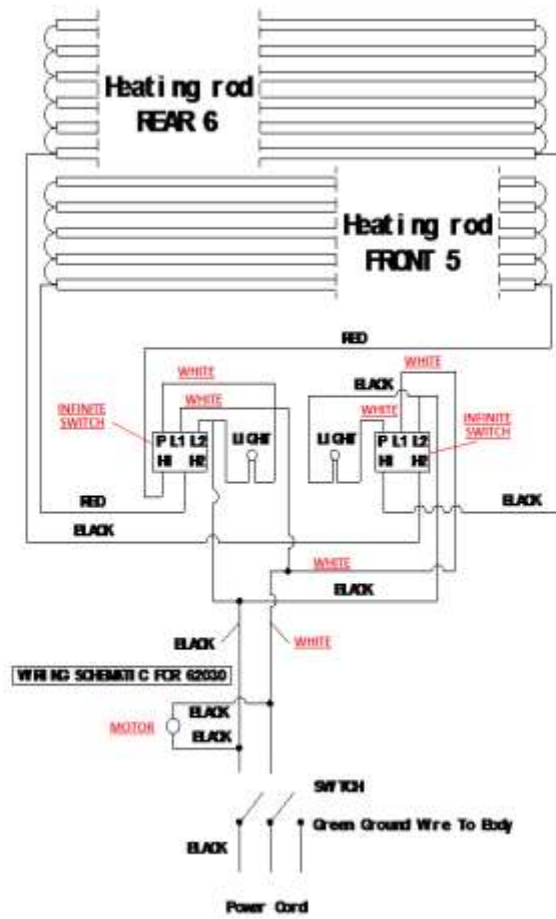 Heating rod
REAR 6
Heating rod
FRONT 5
RED
WHITE
WHITE
BLACK
WHITE
WHITE
INFINITE
SWITCH
P L1 L2
H1 H2
LIGHT
LIGHT
P L1 L2
H1 H2
INFINITE
SWITCH
RED
BLACK
BLACK
WHITE
BLACK
BLACK
WHITE
WIRING SCHEMATIC FOR 62030
BLACK
MOTOR
BLACK
SWITCH
Green Ground Wire To Body
BLACK
Power Cord